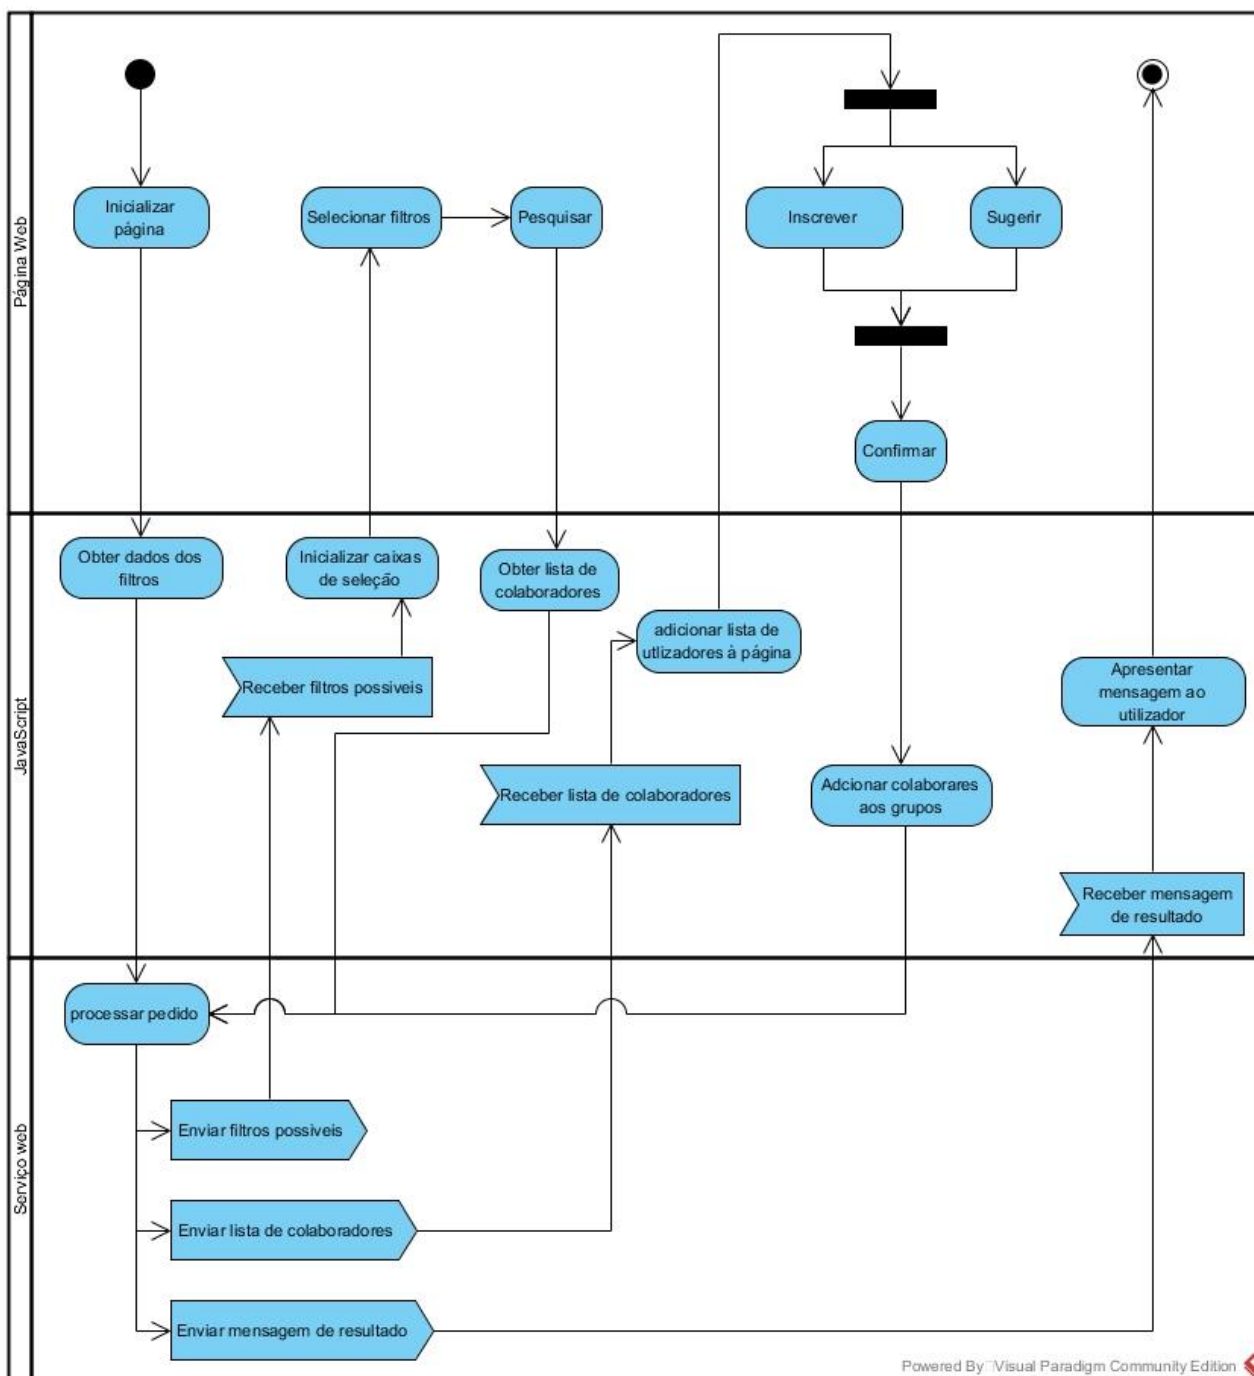 Página Web
Inicializar
página
Selecionar filtros
Pesquisar
Inscrever
Sugerir
Confirmar
JavaScript
Obter dados dos
filtros
Inicializar caixas
de seleção
Obter lista de
colaboradores
adicionar lista de
utlizadores à página
Receber filtros possiveis
Apresentar
mensagem ao
utilizador
Receber lista de colaboradores
Adcionar colaborares
aos grupos
Receber mensagem
de resultado
Serviço web
processar pedido
Enviar filtros possiveis
Enviar lista de colaboradores
Enviar mensagem de resultado
Powered By Visual Paradigm Community Edition